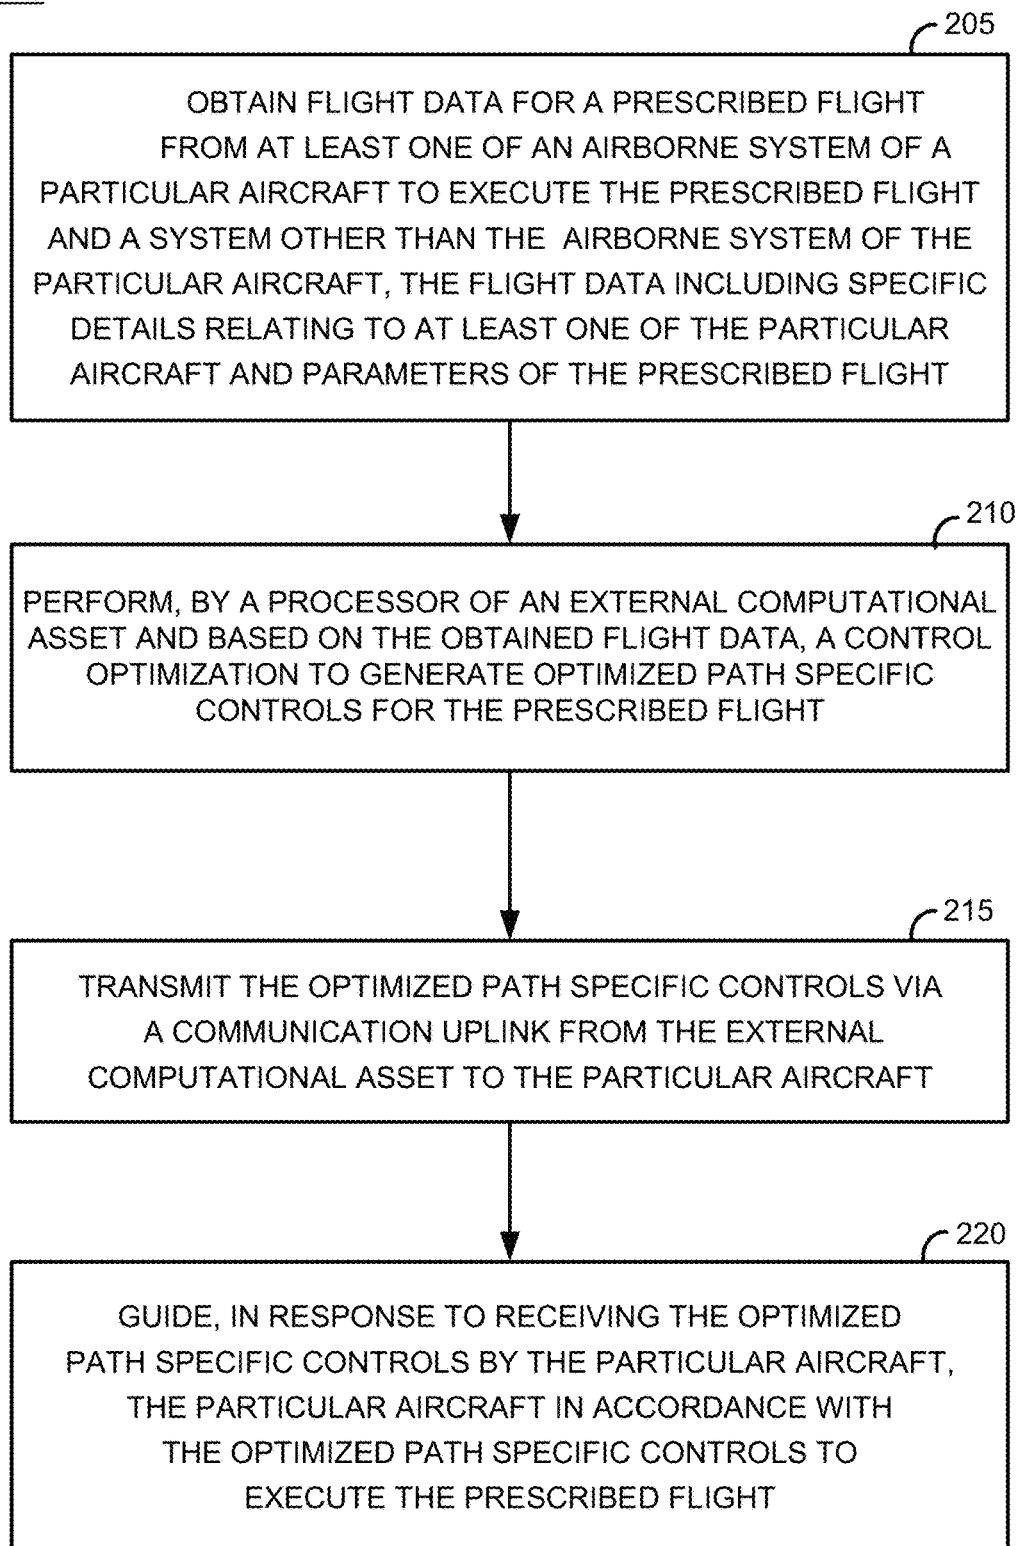 205
OBTAIN FLIGHT DATA FOR A PRESCRIBED FLIGHT
FROM AT LEAST ONE OF AN AIRBORNE SYSTEM OF A
PARTICULAR AIRCRAFT TO EXECUTE THE PRESCRIBED FLIGHT
AND A SYSTEM OTHER THAN THE AIRBORNE SYSTEM OF THE
PARTICULAR AIRCRAFT, THE FLIGHT DATA INCLUDING SPECIFIC
DETAILS RELATING TO AT LEAST ONE OF THE PARTICULAR
AIRCRAFT AND PARAMETERS OF THE PRESCRIBED FLIGHT
210
PERFORM, BY A PROCESSOR OF AN EXTERNAL COMPUTATIONAL
ASSET AND BASED ON THE OBTAINED FLIGHT DATA, A CONTROL
OPTIMIZATION TO GENERATE OPTIMIZED PATH SPECIFIC
CONTROLS FOR THE PRESCRIBED FLIGHT
215
TRANSMIT THE OPTIMIZED PATH SPECIFIC CONTROLS VIA
A COMMUNICATION UPLINK FROM THE EXTERNAL
COMPUTATIONAL ASSET TO THE PARTICULAR AIRCRAFT
220
GUIDE, IN RESPONSE TO RECEIVING THE OPTIMIZED
PATH SPECIFIC CONTROLS BY THE PARTICULAR AIRCRAFT,
THE PARTICULAR AIRCRAFT IN ACCORDANCE WITH
THE OPTIMIZED PATH SPECIFIC CONTROLS TO
EXECUTE THE PRESCRIBED FLIGHT